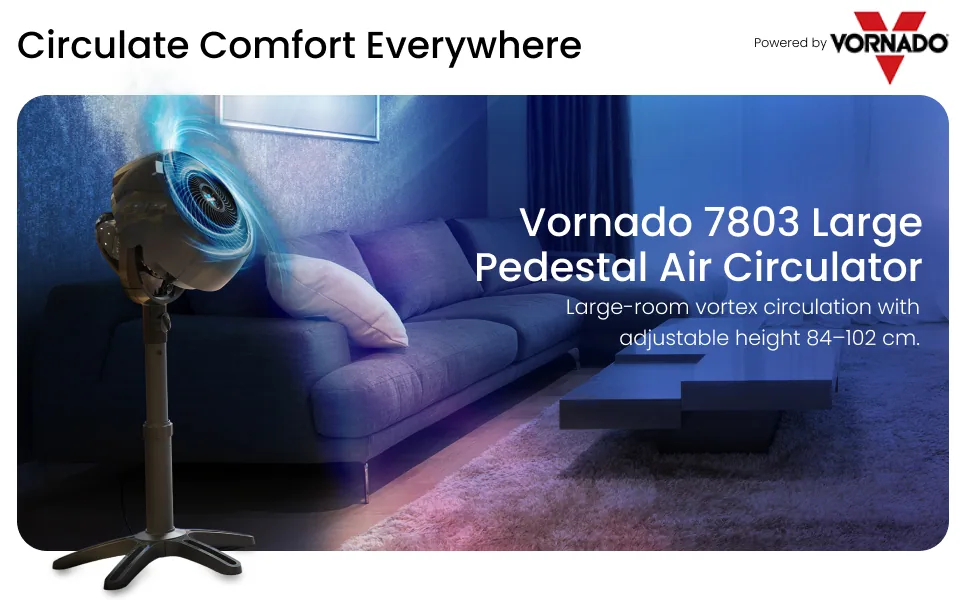 Circulate Comfort Everywhere
Powered by VORNADO
Vornado 7803 Large
Pedestal Air Circulator
Large-room vortex circulation with
adjustable height 84–102 cm.